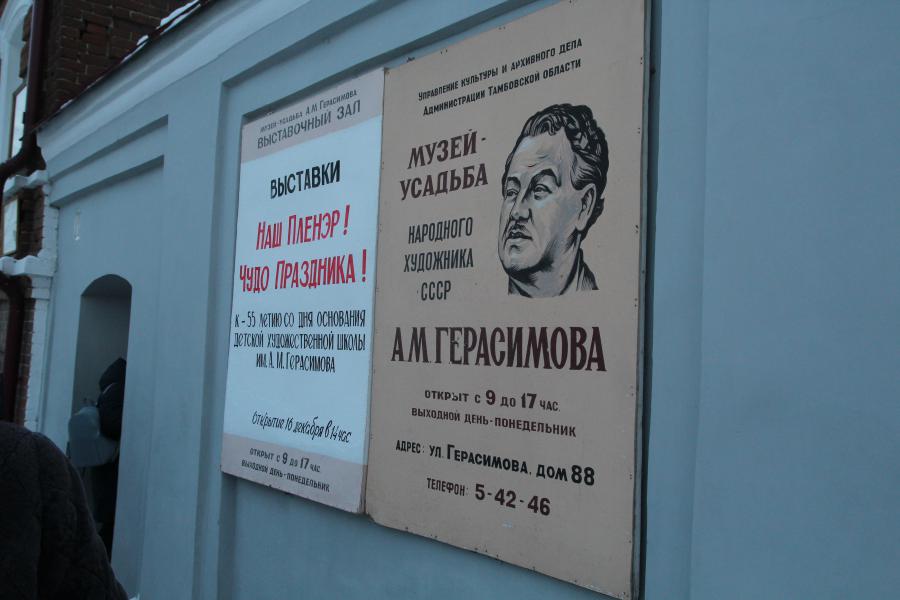 МУЗЕЙ-УСАДЬБА А.М. ГЕРАСИМОВА
ВЫСТАВОЧНЫЙ ЗАЛ
ВЫСТАВКИ
НАШ ПЛЕНЭР!
ЧУДО ПРАЗДНИКА!
К - 55 ЛЕТИЮ СО ДНЯ ОСНОВАНИЯ
ДЕТСКОЙ ХУДОЖЕСТВЕННОЙ ШКОЛЫ
ИМ. А.М. ГЕРАСИМОВА
Открытие 16 декабря в 14 час
ОТКРЫТ С 9 ДО 17 ЧАС.
ВЫХОДНОЙ ДЕНЬ-ПОНЕДЕЛЬНИК
УПРАВЛЕНИЕ КУЛЬТУРЫ И АРХИВНОГО ДЕЛА
АДМИНИСТРАЦИИ ТАМБОВСКОЙ ОБЛАСТИ
МУЗЕЙ-
УСАДЬБА
НАРОДНОГО
ХУДОЖНИКА
СССР
А.М. ГЕРАСИМОВА
ОТКРЫТ С 9 ДО 17 ЧАС.
ВЫХОДНОЙ ДЕНЬ-ПОНЕДЕЛЬНИК
АДРЕС: УЛ. ГЕРАСИМОВА, ДОМ 88
ТЕЛЕФОН: 5-42-46